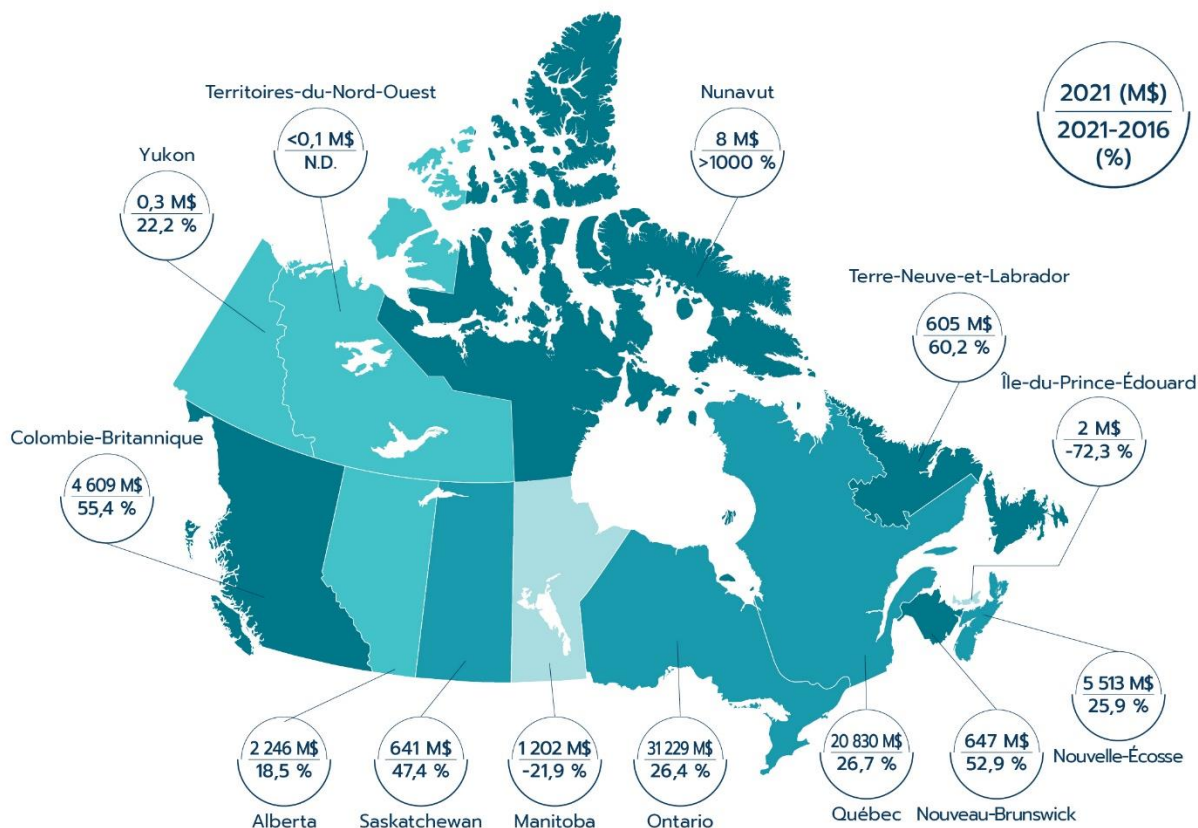 2021 (M$)
2021-2016
(%)
Territoires-du-Nord-Ouest
<0,1 M$
N.D.
Nunavut
8 M$
>1000 %
Yukon
0,3 M$
22,2 %
Terre-Neuve-et-Labrador
605 M$
60,2 %
Île-du-Prince-Édouard
2 M$
-72,3 %
Colombie-Britannique
4 609 M$
55,4 %
5 513 M$
25,9 %
Nouvelle-Écosse
2 246 M$
18,5 %
Alberta
641 M$
47,4 %
Saskatchewan
1 202 M$
-21,9 %
Manitoba
31 229 M$
26,4 %
Ontario
20 830 M$
26,7 %
Québec
647 M$
52,9 %
Nouveau-Brunswick